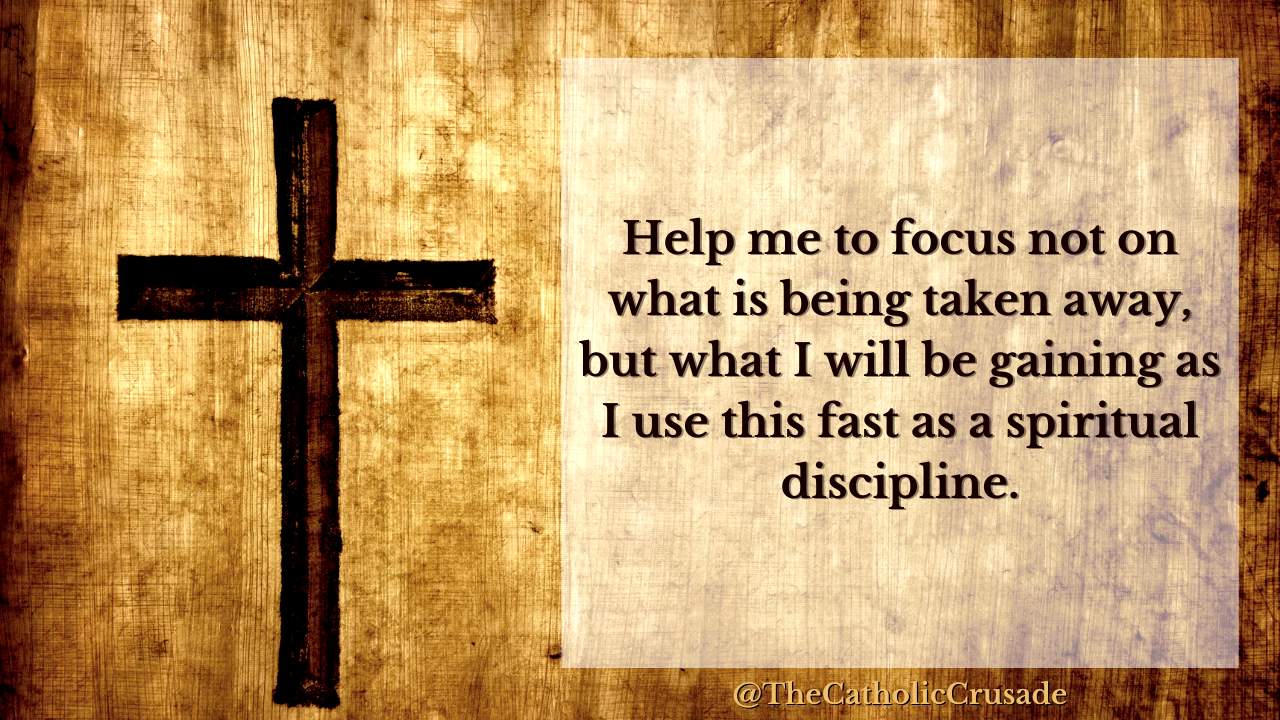 Help me to focus not on
what is being taken away,
but what I will be gaining as
I use this fast as a spiritual
discipline.
@TheCatholicCrusade